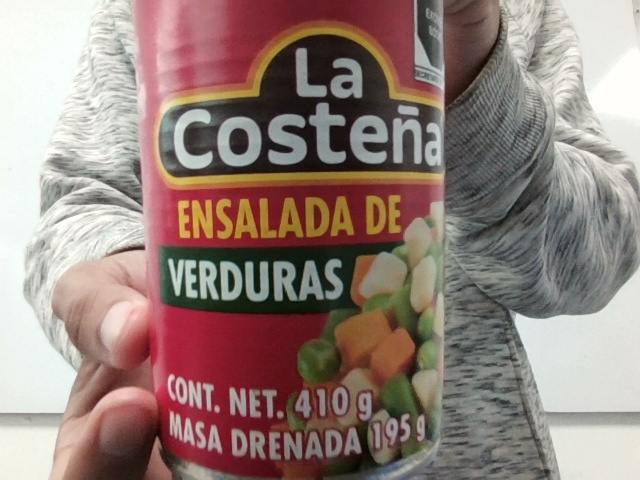 La
Costeña
ENSALADA DE
VERDURAS
CONT. NET. 410 g
MASA DRENADA 195 g